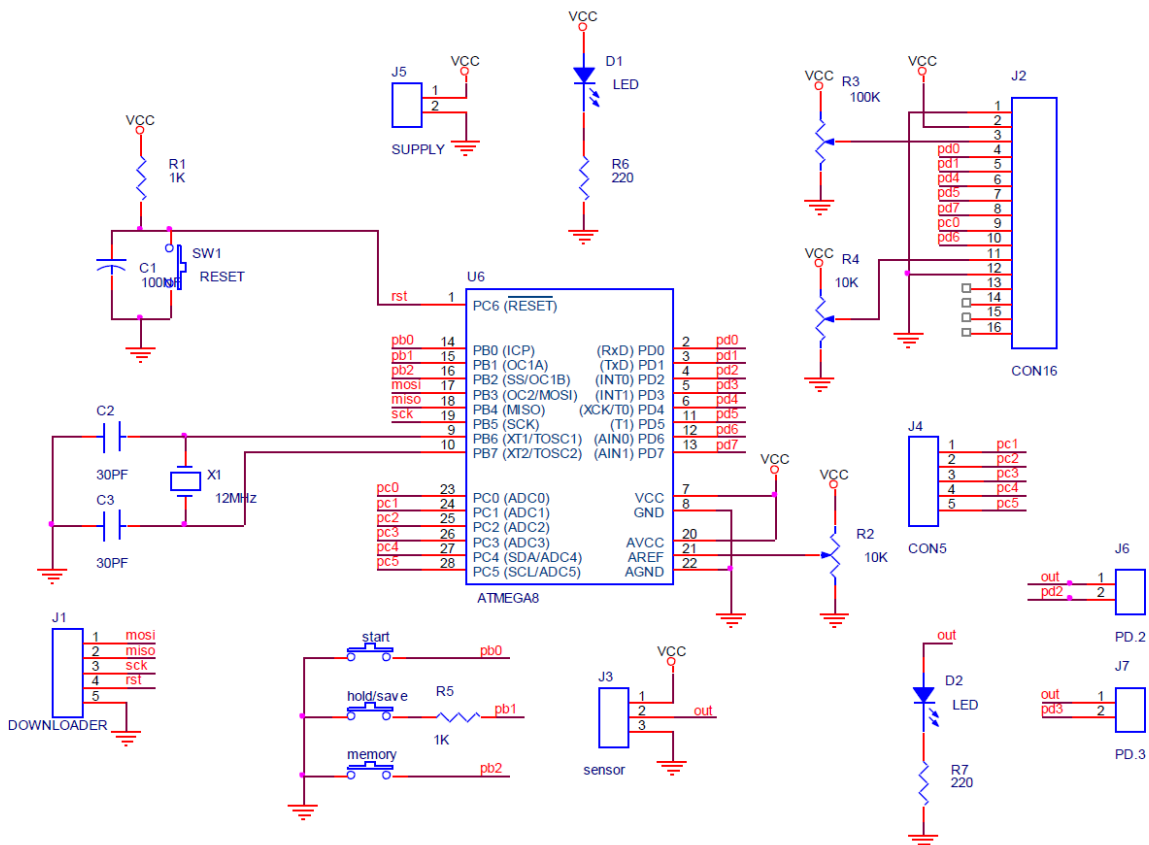 VCC
D1
LED
R6
220
J5
VCC
1
2
SUPPLY
VCC
R3
100K
VCC
J2
1
2
3
pd0 4
pd1 5
pd4 6
pd5 7
pd7 8
pc0 9
pd6 10
11
12
13
14
15
16
CON16
VCC
R4
10K
VCC
R1
1K
C1
100NF
SW1
RESET
U6
rst 1 PC6 (RESET)
pb0 14 PB0 (ICP) (RxD) PD0 2 pd0
pb1 15 PB1 (OC1A) (TxD) PD1 3 pd1
pb2 16 PB2 (SS/OC1B) (INT0) PD2 4 pd2
mosi 17 PB3 (OC2/MOSI) (INT1) PD3 5 pd3
miso 18 PB4 (MISO) (XCK/T0) PD4 6 pd4
sck 19 PB5 (SCK) (T1) PD5 11 pd5
9 PB6 (XT1/TOSC1) (AIN0) PD6 12 pd6
10 PB7 (XT2/TOSC2) (AIN1) PD7 13 pd7
pc0 23 PC0 (ADC0) VCC 7
pc1 24 PC1 (ADC1) GND 8
pc2 25 PC2 (ADC2)
pc3 26 PC3 (ADC3) AVCC 20
pc4 27 PC4 (SDA/ADC4) AREF 21
pc5 28 PC5 (SCL/ADC5) AGND 22
ATMEGA8
C2
30PF
X1
12MHz
C3
30PF
VCC
VCC
R2
10K
J4
1 pc1
2 pc2
3 pc3
4 pc4
5 pc5
CON5
J6
out 1
pd2 2
PD.2
J7
out 1
pd3 2
PD.3
J1
1 mosi
2 miso
3 sck
4 rst
5
DOWNLOADER
start
pb0
hold/save
R5
pb1
1K
memory
pb2
VCC
J3
1
2 out
3
sensor
out
D2
LED
R7
220